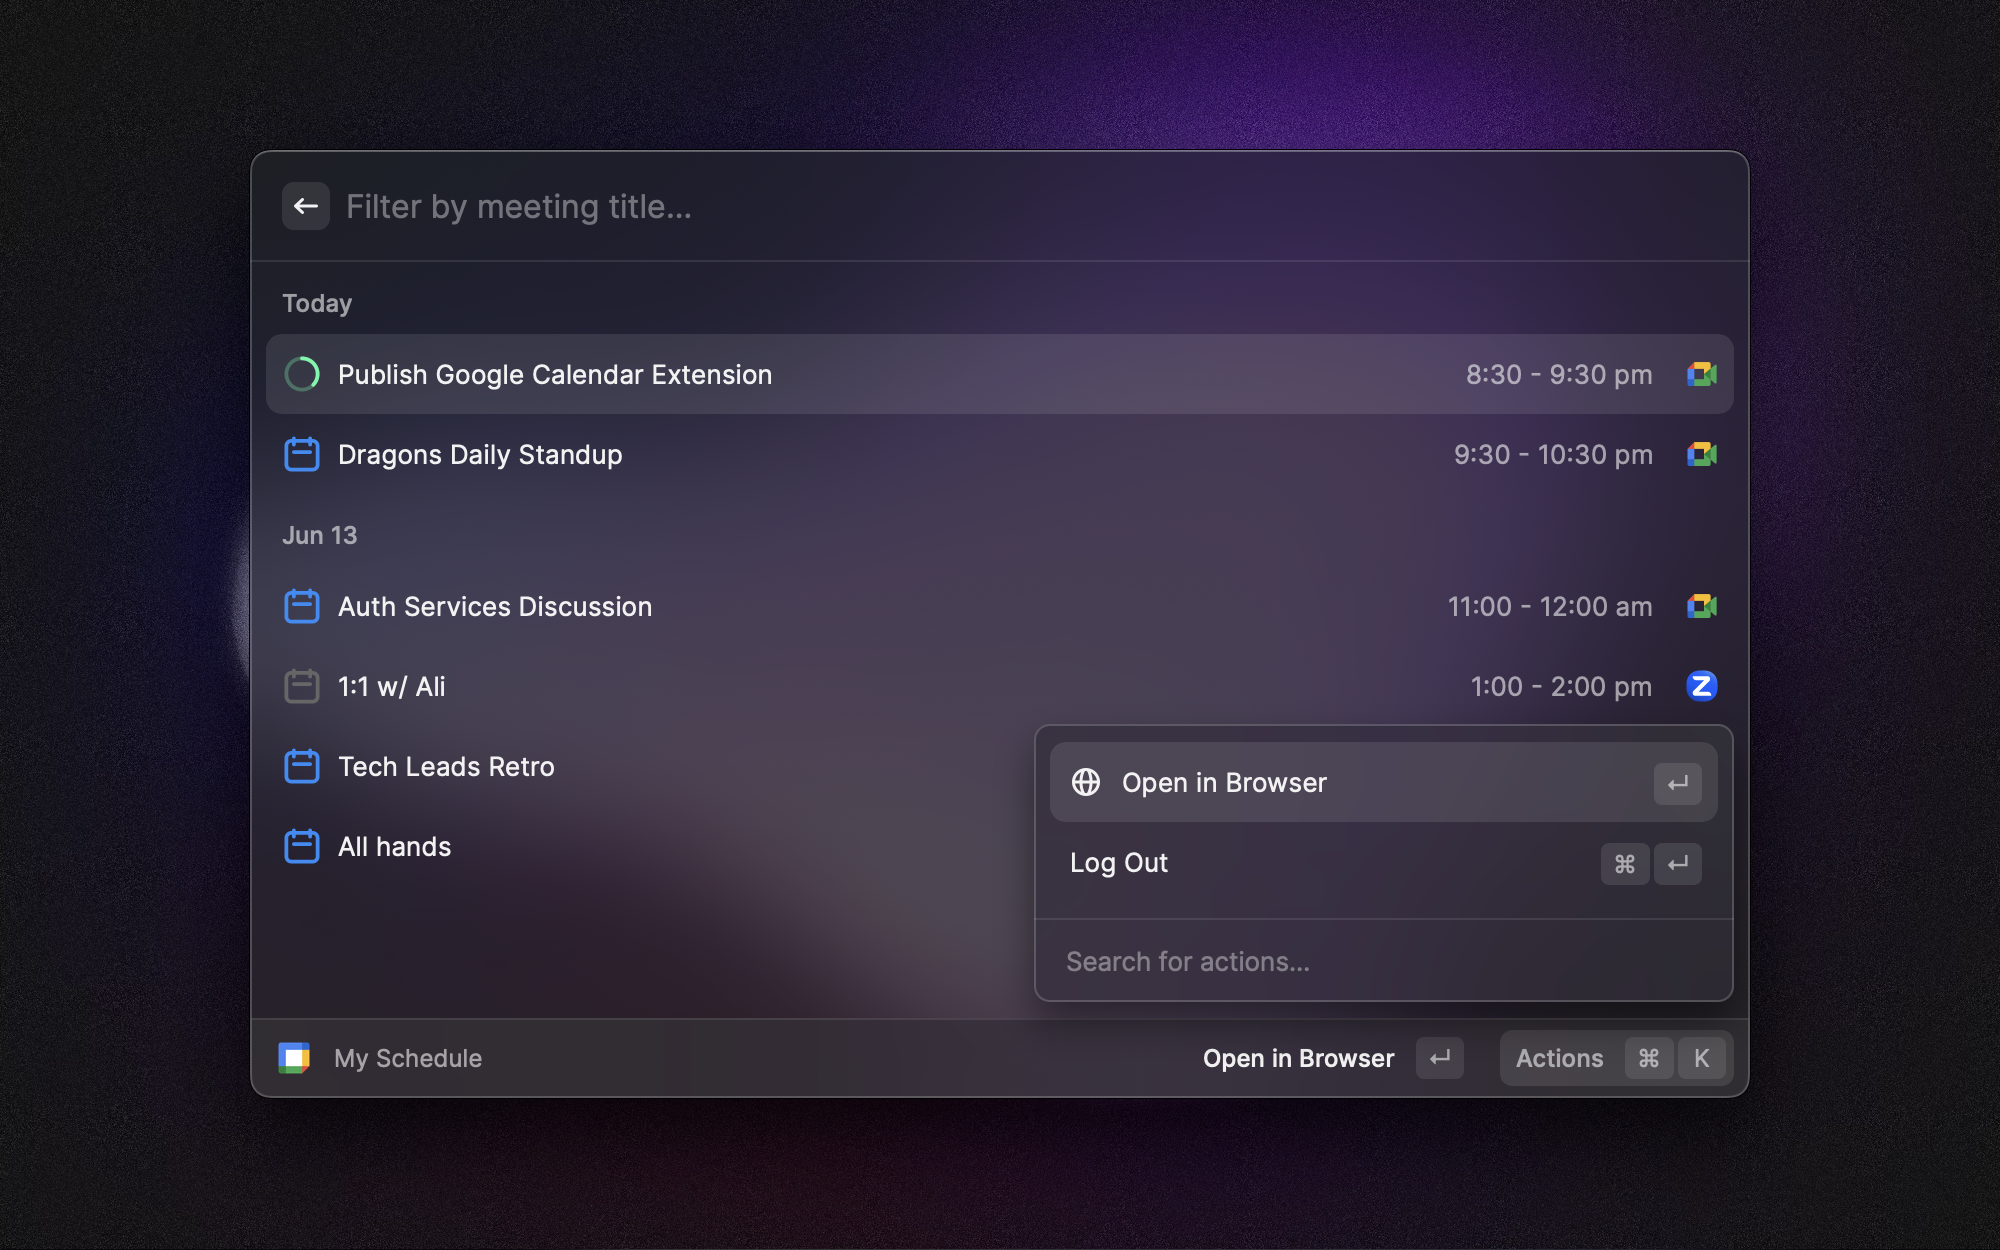 Filter by meeting title...
Today
Publish Google Calendar Extension 8:30 - 9:30 pm
Dragons Daily Standup 9:30 - 10:30 pm
Jun 13
Auth Services Discussion 11:00 - 12:00 am
1:1 w/ Ali 1:00 - 2:00 pm
Tech Leads Retro
All hands
Open in Browser
Log Out ⌘
Search for actions...
My Schedule Open in Browser Actions ⌘ K